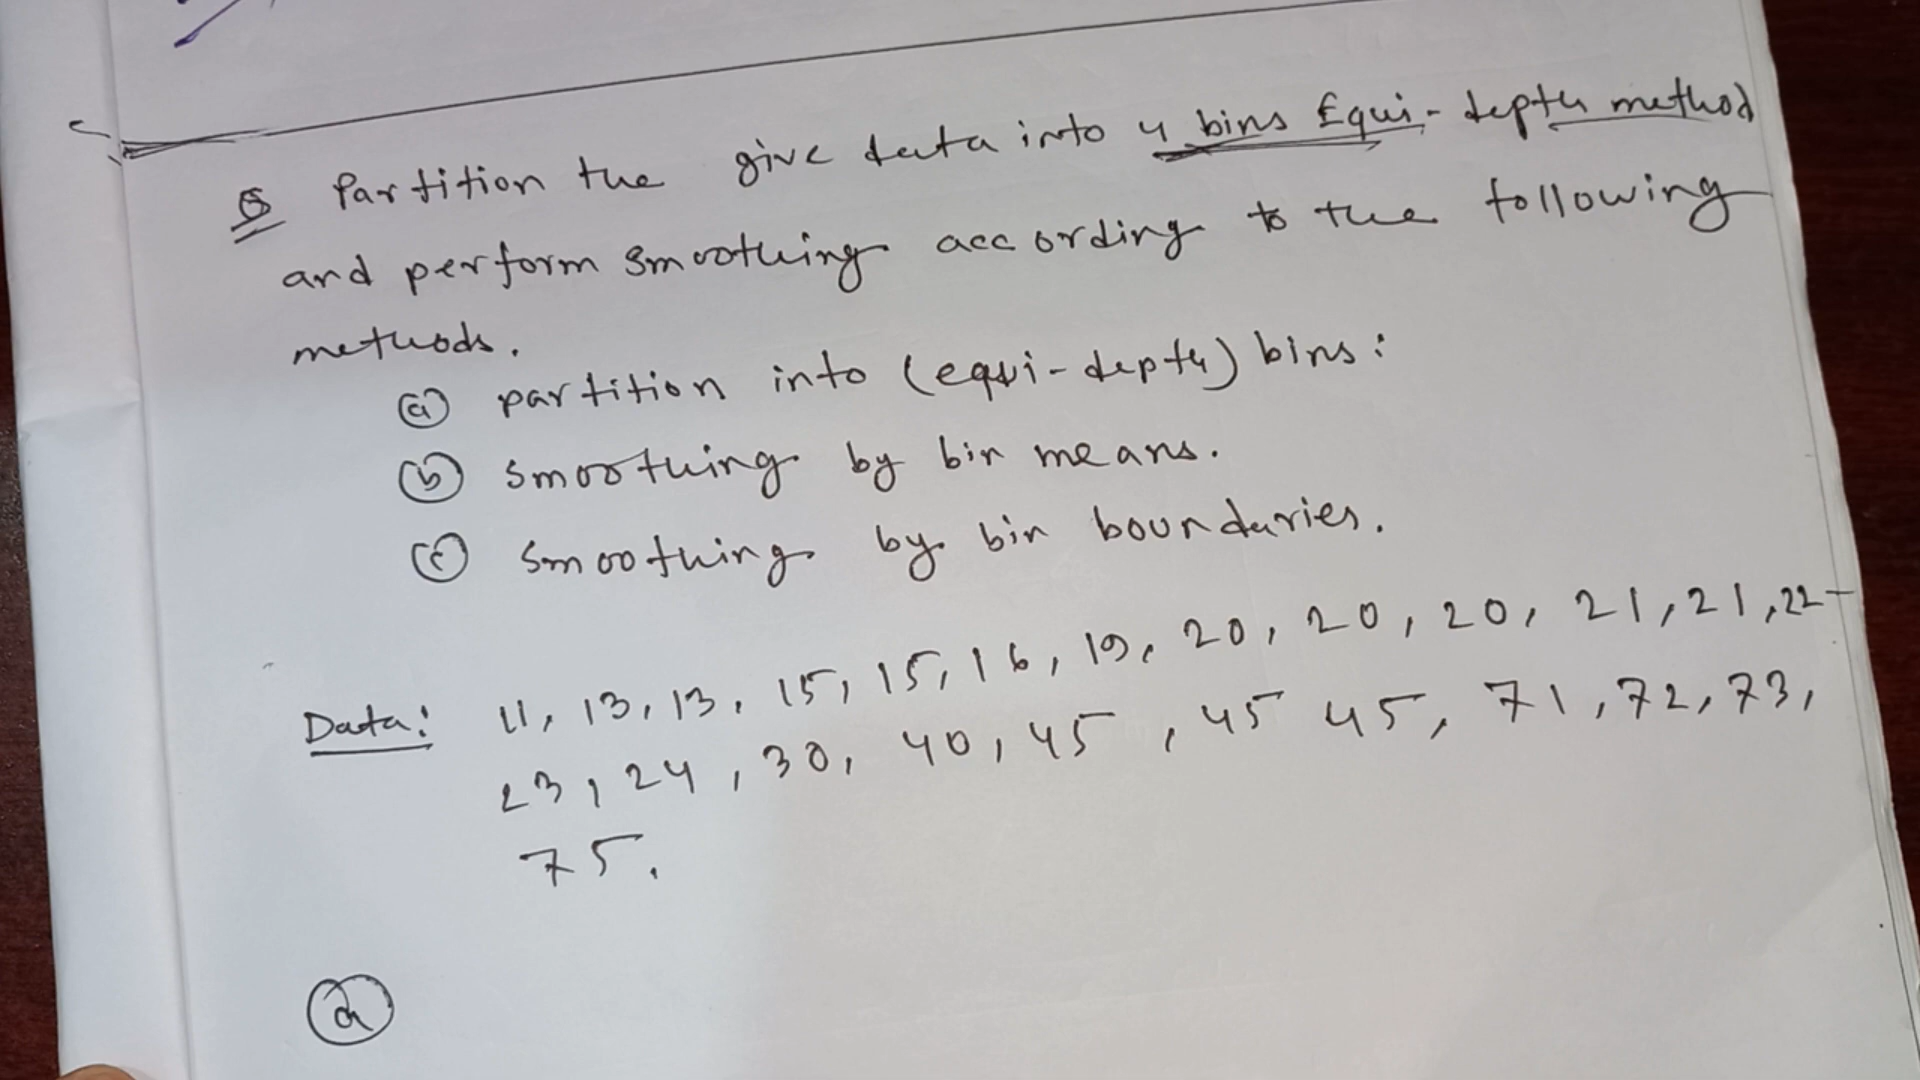 Q Partition the give data into 4 bins Equi-depth method
and perform smoothing according to the following
methods.
(a) partition into (equi-depth) bins:
(b) smoothing by bin means.
(c) smoothing by bin boundaries.
Data: 11, 13, 13, 15, 15, 16, 19, 20, 20, 20, 21, 21, 22
23, 24, 30, 40, 45, 45 45, 71, 72, 73,
75.
(a)